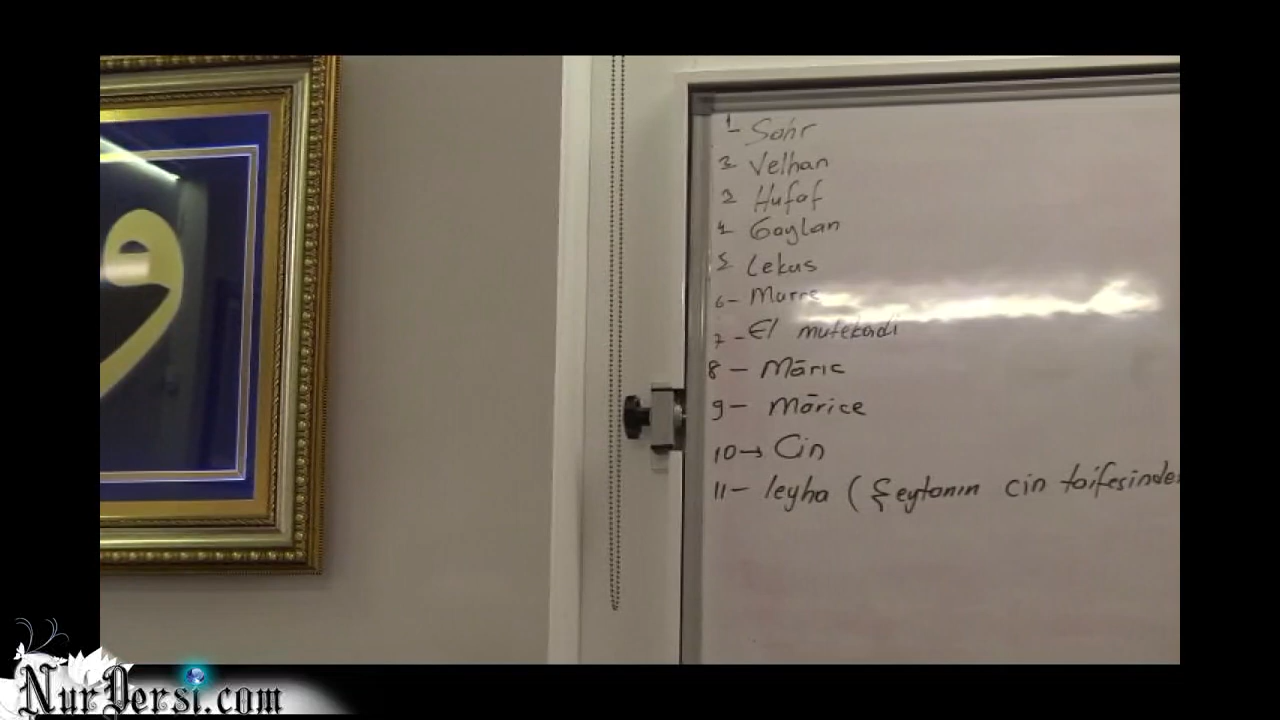 1- Sohr
2- Velhan
3- Hufaf
4- Gaylan
5- Lekus
6- Murre
7- El mutekadi
8- Māric
9- Mārice
10→ Cin
11- leyha (Şeytanın cin taifesinde
NurDersi.com